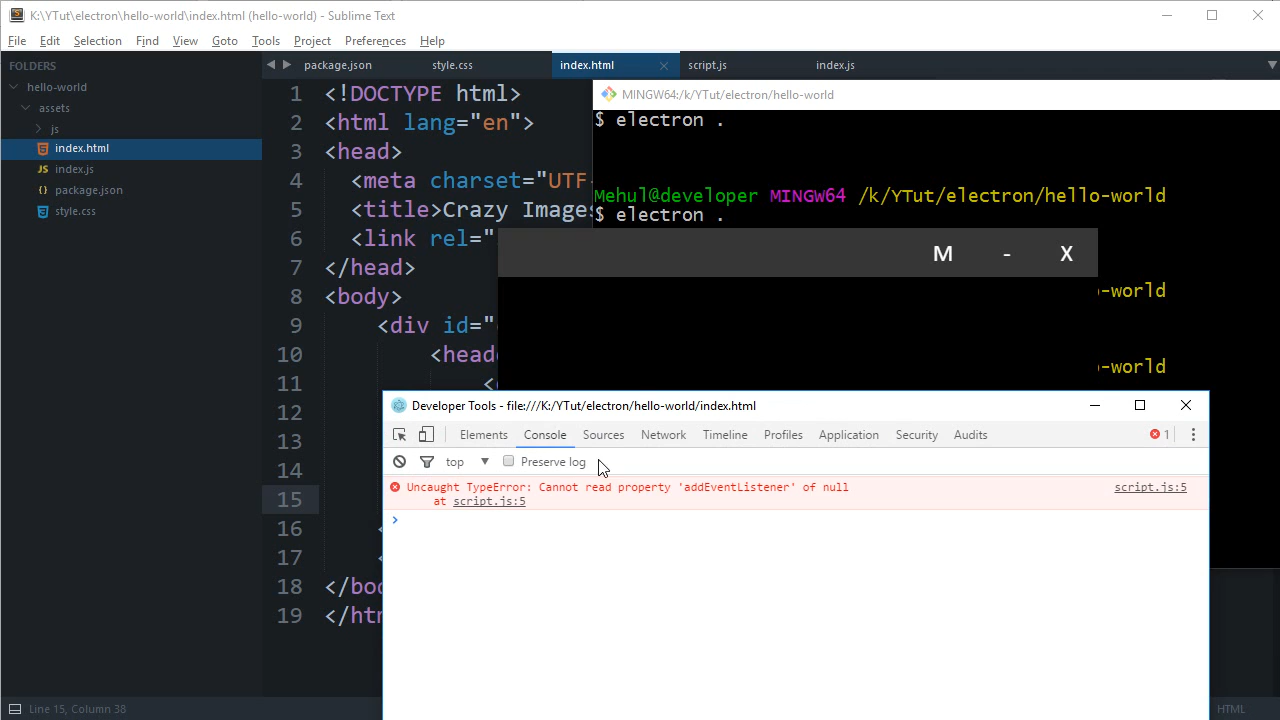 K:\YTut\electron\hello-world\index.html (hello-world) - Sublime Text
File Edit Selection Find View Goto Tools Project Preferences Help
FOLDERS
hello-world
assets
js
index.html
index.js
package.json
style.css
package.json style.css index.html script.js index.js
1 <!DOCTYPE html>
2 <html lang="en">
3 <head>
4 <meta charset="UTF
5 <title>Crazy Images
6 <link rel="
7 </head>
8 <body>
9 <div id="
10 <head
11 <
12
13
14
15
16 <
17 <
18 </bo
19 </ht
MINGW64:/k/YTut/electron/hello-world
$ electron .
Mehul@developer MINGW64 /k/YTut/electron/hello-world
$ electron .
o-world
o-world
M - X
Developer Tools - file:///K:/YTut/electron/hello-world/index.html
Elements Console Sources Network Timeline Profiles Application Security Audits 1
top Preserve log
Uncaught TypeError: Cannot read property 'addEventListener' of null script.js:5
at script.js:5
Line 15, Column 38
HTML